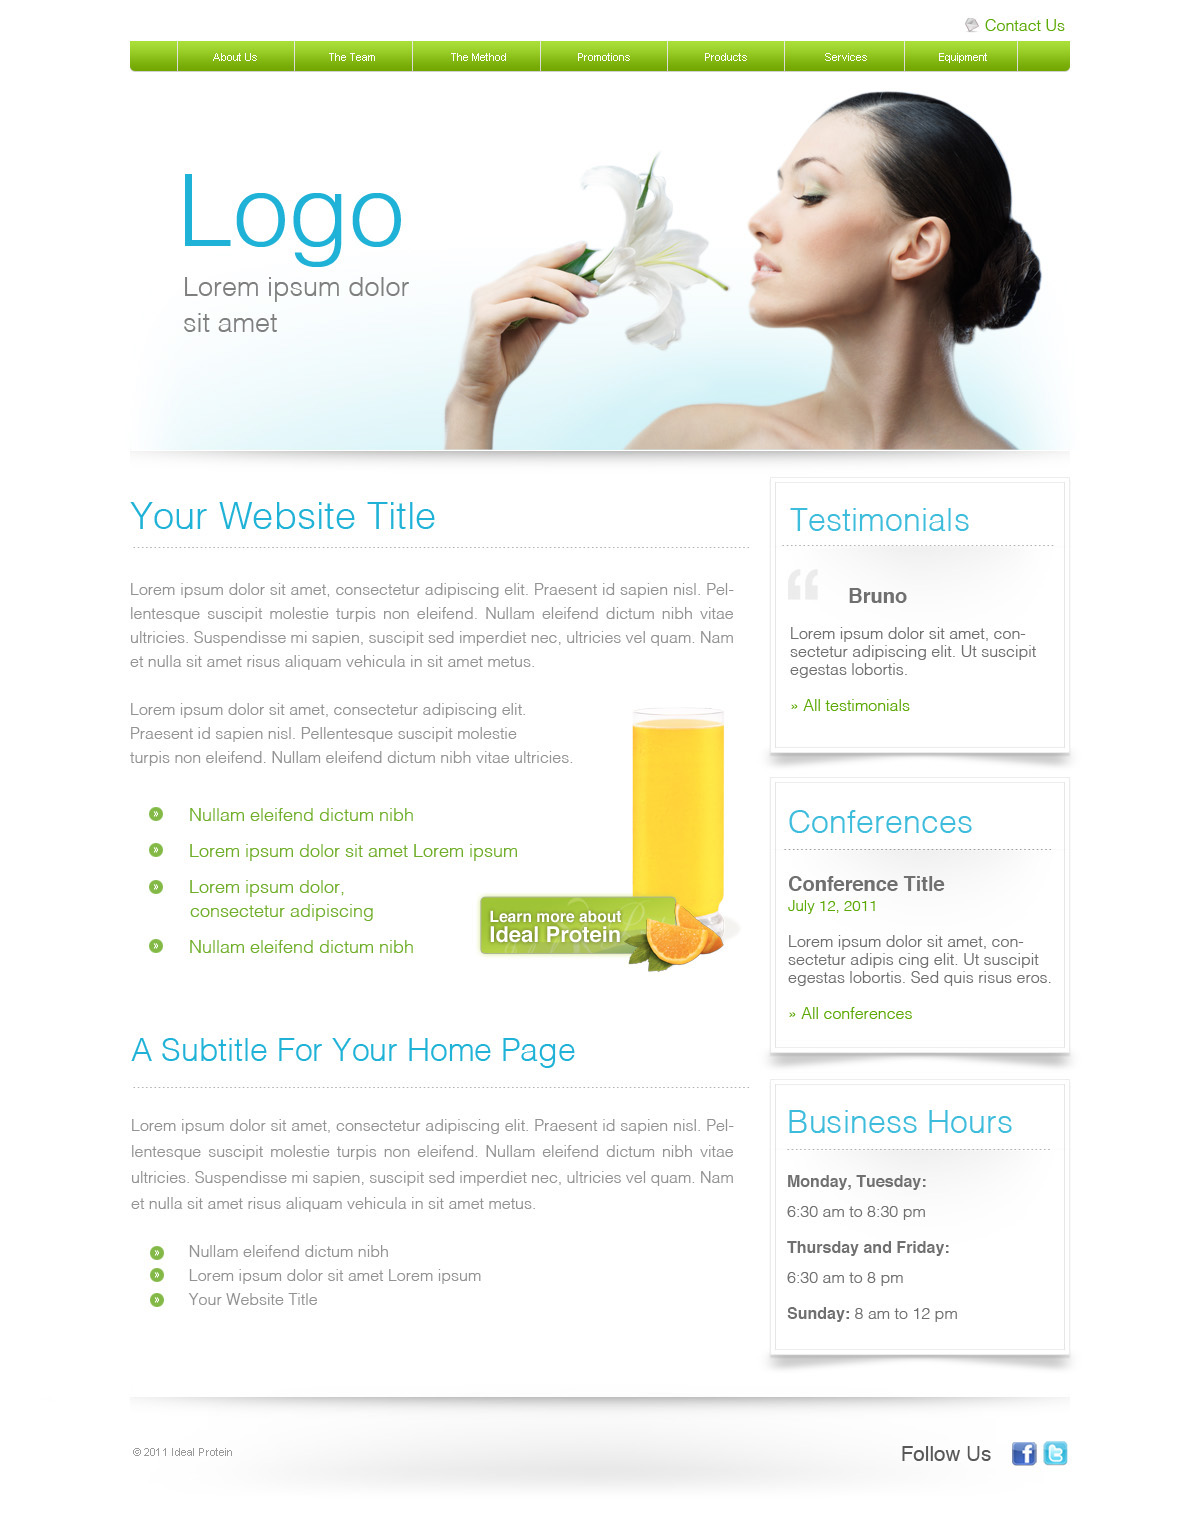 Contact Us
About Us The Team The Method Promotions Products Services Equipment
Logo
Lorem ipsum dolor
sit amet
Your Website Title
Lorem ipsum dolor sit amet, consectetur adipiscing elit. Praesent id sapien nisl. Pel-
lentesque suscipit molestie turpis non eleifend. Nullam eleifend dictum nibh vitae
ultricies. Suspendisse mi sapien, suscipit sed imperdiet nec, ultricies vel quam. Nam
et nulla sit amet risus aliquam vehicula in sit amet metus.
Lorem ipsum dolor sit amet, consectetur adipiscing elit.
Praesent id sapien nisl. Pellentesque suscipit molestie
turpis non eleifend. Nullam eleifend dictum nibh vitae ultricies.
Nullam eleifend dictum nibh
Lorem ipsum dolor sit amet Lorem ipsum
Lorem ipsum dolor,
consectetur adipiscing
Nullam eleifend dictum nibh
Learn more about
Ideal Protein
A Subtitle For Your Home Page
Lorem ipsum dolor sit amet, consectetur adipiscing elit. Praesent id sapien nisl. Pel-
lentesque suscipit molestie turpis non eleifend. Nullam eleifend dictum nibh vitae
ultricies. Suspendisse mi sapien, suscipit sed imperdiet nec, ultricies vel quam. Nam
et nulla sit amet risus aliquam vehicula in sit amet metus.
Nullam eleifend dictum nibh
Lorem ipsum dolor sit amet Lorem ipsum
Your Website Title
Testimonials
“ Bruno
Lorem ipsum dolor sit amet, con-
sectetur adipiscing elit. Ut suscipit
egestas lobortis.
» All testimonials
Conferences
Conference Title
July 12, 2011
Lorem ipsum dolor sit amet, con-
sectetur adipis cing elit. Ut suscipit
egestas lobortis. Sed quis risus eros.
» All conferences
Business Hours
Monday, Tuesday:
6:30 am to 8:30 pm
Thursday and Friday:
6:30 am to 8 pm
Sunday: 8 am to 12 pm
© 2011 Ideal Protein
Follow Us